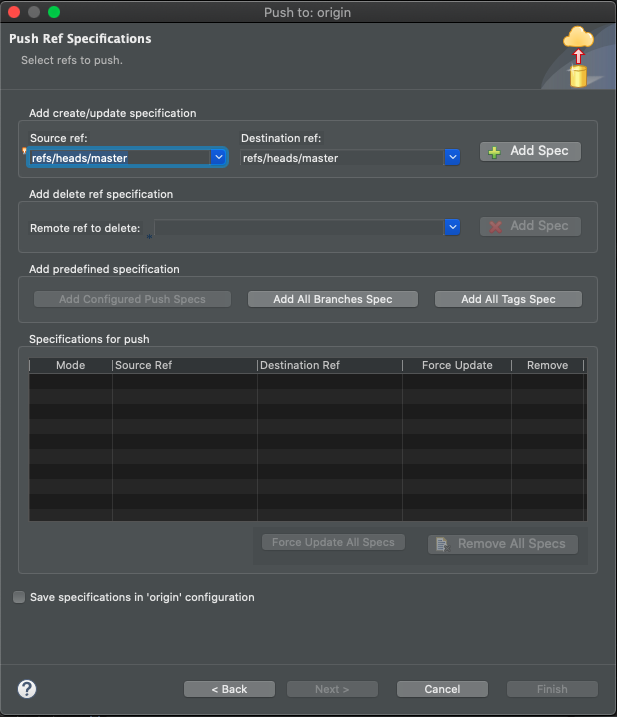 Push to: origin
Push Ref Specifications
Select refs to push.
Add create/update specification
Source ref: Destination ref:
refs/heads/master refs/heads/master Add Spec
Add delete ref specification
Remote ref to delete: Add Spec
Add predefined specification
Add Configured Push Specs Add All Branches Spec Add All Tags Spec
Specifications for push
Mode Source Ref Destination Ref Force Update Remove
Force Update All Specs Remove All Specs
Save specifications in 'origin' configuration
? < Back Next > Cancel Finish